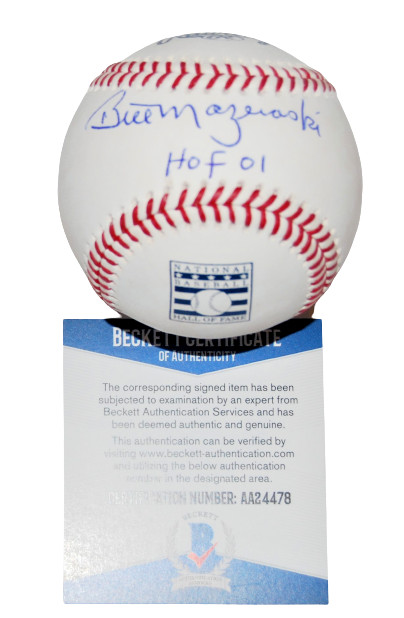 Bill Mazeroski
HOF 01
NATIONAL
BASEBALL
HALL OF FAME
BECKETT CERTIFICATE
OF AUTHENTICITY
The corresponding signed item has been
subjected to examination by an expert from
Beckett Authentication Services and has
been deemed authentic and genuine.
This authentication can be verified by
visiting www.beckett-authentication.com
and utilizing the below authentication
number in the designated area.
CERTIFICATION NUMBER: AA24478
BECKETT
B